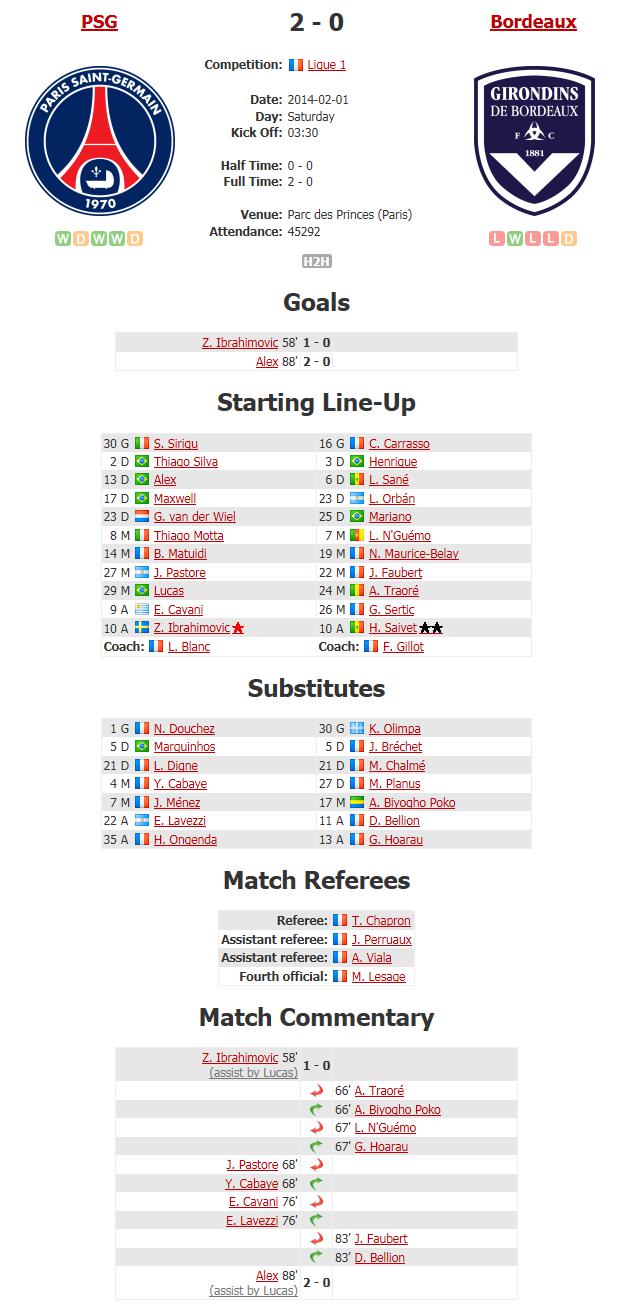 PSG 2 - 0 Bordeaux
Competition: Ligue 1
PARIS SAINT-GERMAIN
1970
GIRONDINS
DE BORDEAUX
F C
1881
Date: 2014-02-01
Day: Saturday
Kick Off: 03:30
Half Time: 0 - 0
Full Time: 2 - 0
Venue: Parc des Princes (Paris)
Attendance: 45292
W D W W D
L W L L D
H2H
Goals
Z. Ibrahimovic 58' 1 - 0
Alex 88' 2 - 0
Starting Line-Up
30 G S. Sirigu 16 G C. Carrasso
2 D Thiago Silva 3 D Henrique
13 D Alex 6 D L. Sané
17 D Maxwell 23 D L. Orbán
23 D G. van der Wiel 25 D Mariano
8 M Thiago Motta 7 M L. N'Guémo
14 M B. Matuidi 19 M N. Maurice-Belay
27 M J. Pastore 22 M J. Faubert
29 M Lucas 24 M A. Traoré
9 A E. Cavani 26 M G. Sertic
10 A Z. Ibrahimovic 10 A H. Saivet
Coach: L. Blanc Coach: F. Gillot
Substitutes
1 G N. Douchez 30 G K. Olimpa
5 D Marquinhos 5 D J. Bréchet
21 D L. Digne 21 D M. Chalmé
4 M Y. Cabaye 27 D M. Planus
7 M J. Ménez 17 M A. Biyogho Poko
22 A E. Lavezzi 11 A D. Bellion
35 A H. Ongenda 13 A G. Hoarau
Match Referees
Referee: T. Chapron
Assistant referee: J. Perruaux
Assistant referee: A. Viala
Fourth official: M. Lesage
Match Commentary
Z. Ibrahimovic 58' 1 - 0
(assist by Lucas)
66' A. Traoré
66' A. Biyogho Poko
67' L. N'Guémo
67' G. Hoarau
J. Pastore 68'
Y. Cabaye 68'
E. Cavani 76'
E. Lavezzi 76'
83' J. Faubert
83' D. Bellion
Alex 88' 2 - 0
(assist by Lucas)